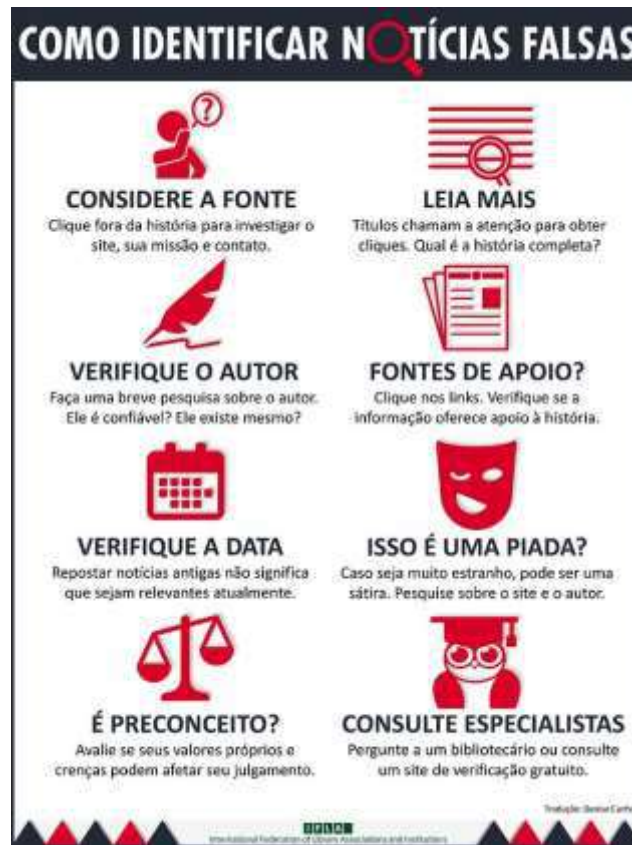 COMO IDENTIFICAR NOTÍCIAS FALSAS
?
CONSIDERE A FONTE
Clique fora da história para investigar o
site, sua missão e contato.
LEIA MAIS
Títulos chamam a atenção para obter
cliques. Qual é a história completa?
VERIFIQUE O AUTOR
Faça uma breve pesquisa sobre o autor.
Ele é confiável? Ele existe mesmo?
FONTES DE APOIO?
Clique nos links. Verifique se a
informação oferece apoio à história.
VERIFIQUE A DATA
Repostar notícias antigas não significa
que sejam relevantes atualmente.
ISSO É UMA PIADA?
Caso seja muito estranho, pode ser uma
sátira. Pesquise sobre o site e o autor.
É PRECONCEITO?
Avalie se seus valores próprios e
crenças podem afetar seu julgamento.
CONSULTE ESPECIALISTAS
Pergunte a um bibliotecário ou consulte
um site de verificação gratuito.
Tradução: Denise
IFLA
International Federation of Library Associations and Institutions